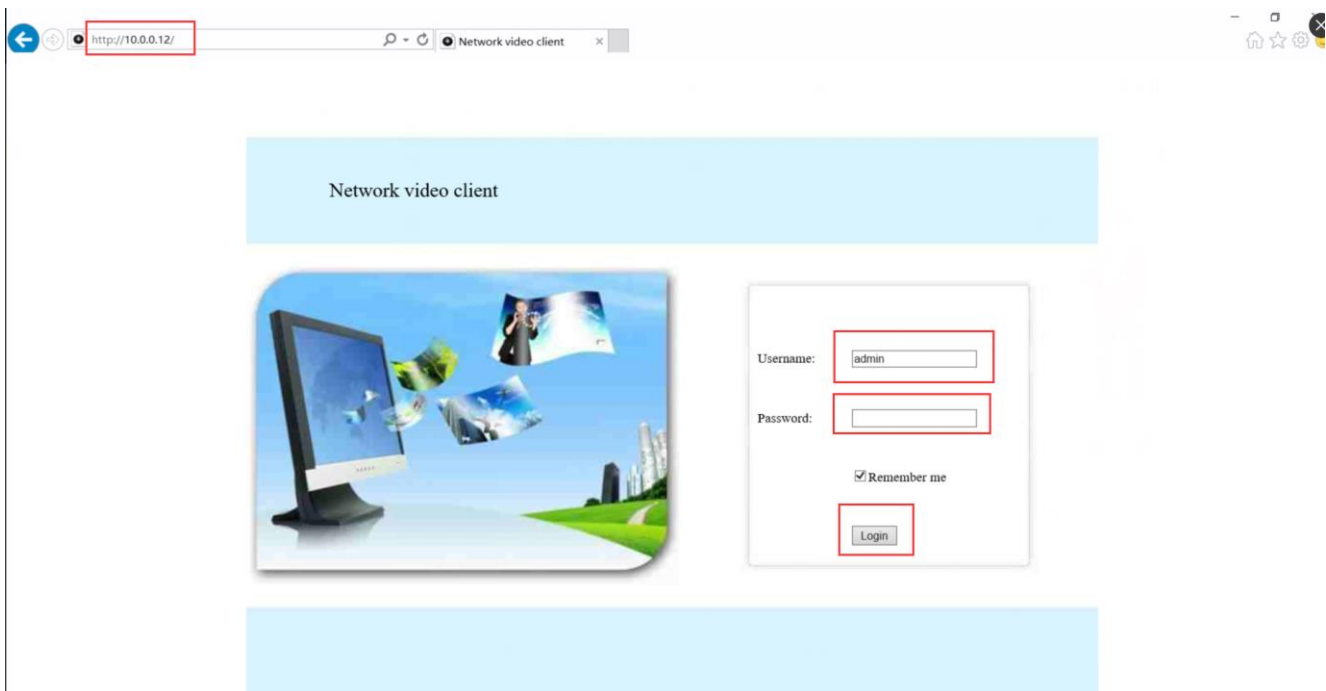 http://10.0.0.12/
Network video client
Network video client
Username:
admin
Password:
Remember me
Login